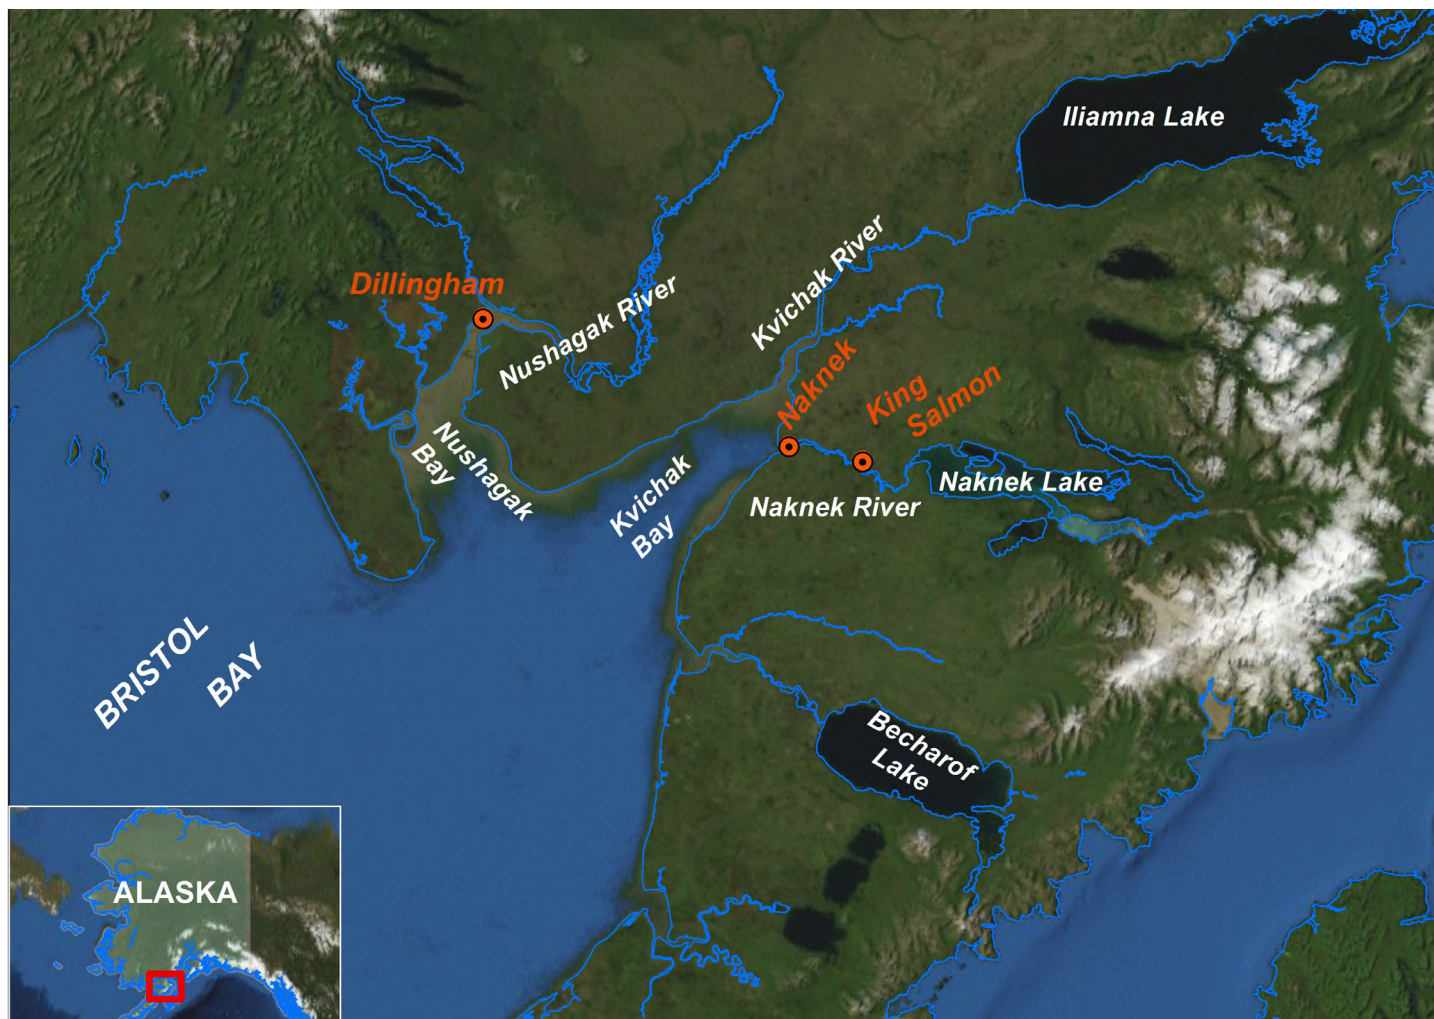 Iliamna Lake
Dillingham
Nushagak River
Kvichak River
Naknek
King
Salmon
Nushagak
Bay
Kvichak
Bay
Naknek Lake
Naknek River
BRISTOL
BAY
Becharof
Lake
ALASKA